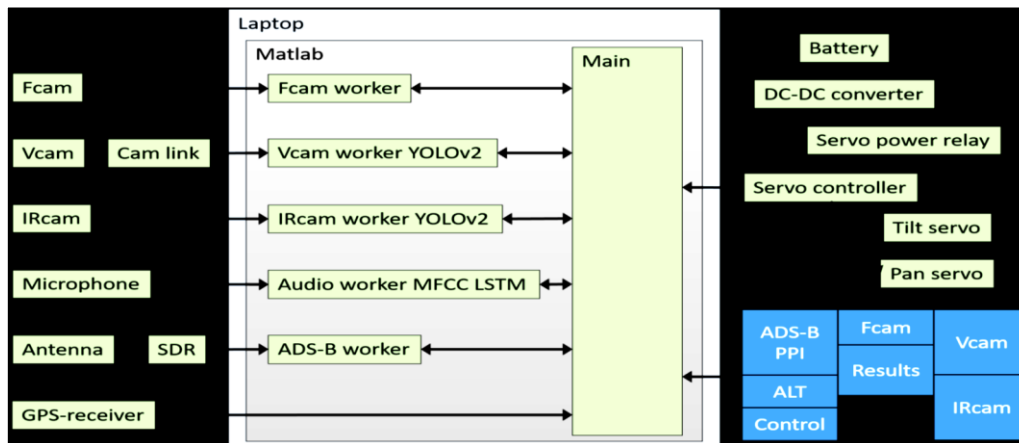 Laptop
Matlab
Main
Fcam
Fcam worker
Vcam
Cam link
Vcam worker YOLOv2
IRcam
IRcam worker YOLOv2
Microphone
Audio worker MFCC LSTM
Antenna
SDR
ADS-B worker
GPS-receiver
Battery
DC-DC converter
Servo power relay
Servo controller
Tilt servo
Pan servo
ADS-B
PPI
Fcam
Vcam
Results
ALT
IRcam
Control